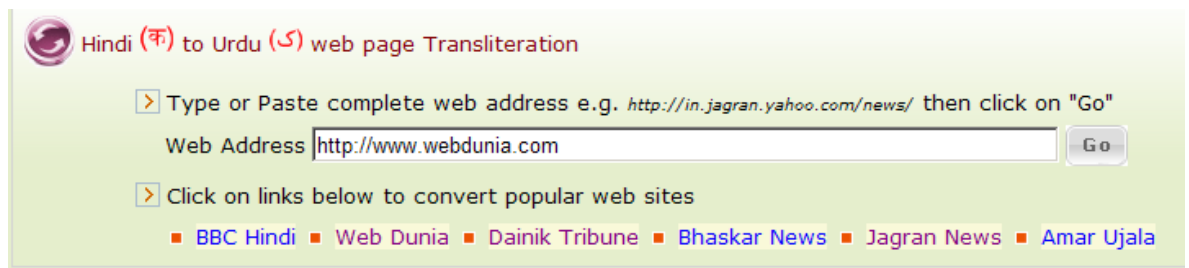 Hindi (क) to Urdu (ک) web page Transliteration
Type or Paste complete web address e.g. http://in.jagran.yahoo.com/news/ then click on "Go"
Web Address http://www.webdunia.com Go
Click on links below to convert popular web sites
BBC Hindi Web Dunia Dainik Tribune Bhaskar News Jagran News Amar Ujala